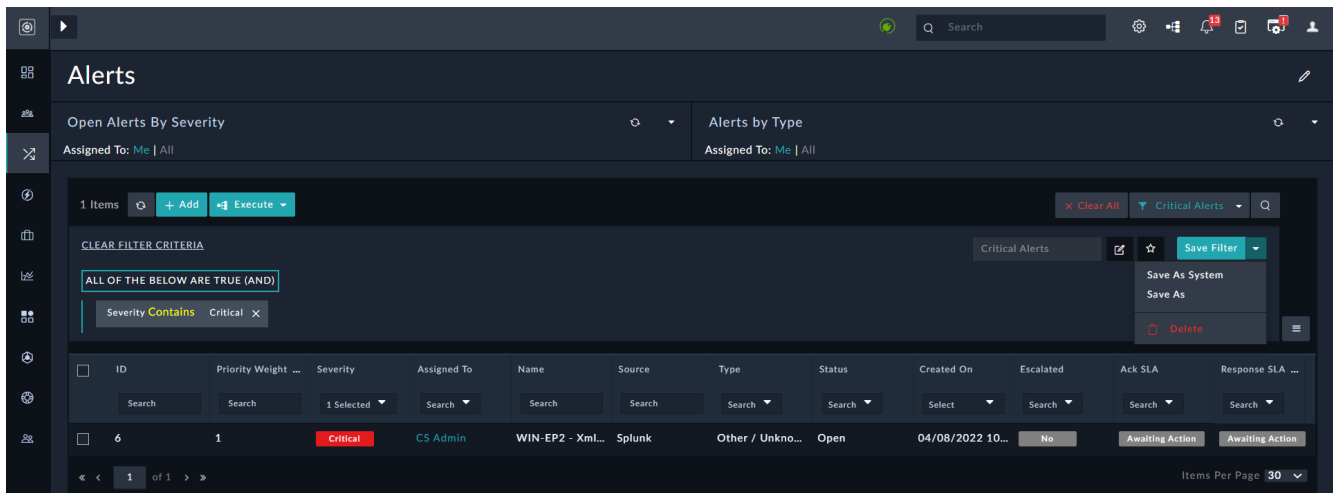 Search
13
!
Alerts
Open Alerts By Severity
Alerts by Type
Assigned To: Me | All
Assigned To: Me | All
1 Items
+ Add
Execute
× Clear All
Critical Alerts
CLEAR FILTER CRITERIA
Critical Alerts
Save Filter
Save As System
Save As
Delete
ALL OF THE BELOW ARE TRUE (AND)
Severity Contains Critical ×
ID Priority Weight ... Severity Assigned To Name Source Type Status Created On Escalated Ack SLA Response SLA ...
Search Search 1 Selected Search Search Search Search Search Select Search Search Search
6 1 Critical CS Admin WIN-EP2 - Xml... Splunk Other / Unkno... Open 04/08/2022 10... No Awaiting Action Awaiting Action
« < 1 of 1 > »
Items Per Page 30